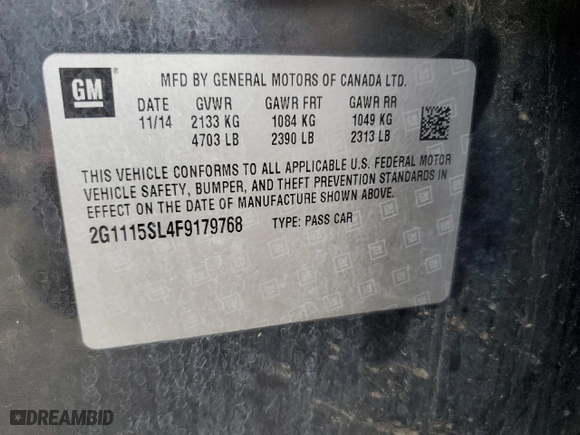 GM
MFD BY GENERAL MOTORS OF CANADA LTD.
DATE GVWR GAWR FRT GAWR RR
11/14 2133 KG 1084 KG 1049 KG
4703 LB 2390 LB 2313 LB
THIS VEHICLE CONFORMS TO ALL APPLICABLE U.S. FEDERAL MOTOR
VEHICLE SAFETY, BUMPER, AND THEFT PREVENTION STANDARDS IN
EFFECT ON THE DATE OF MANUFACTURE SHOWN ABOVE.
2G1115SL4F9179768 TYPE: PASS CAR
DREAMBID